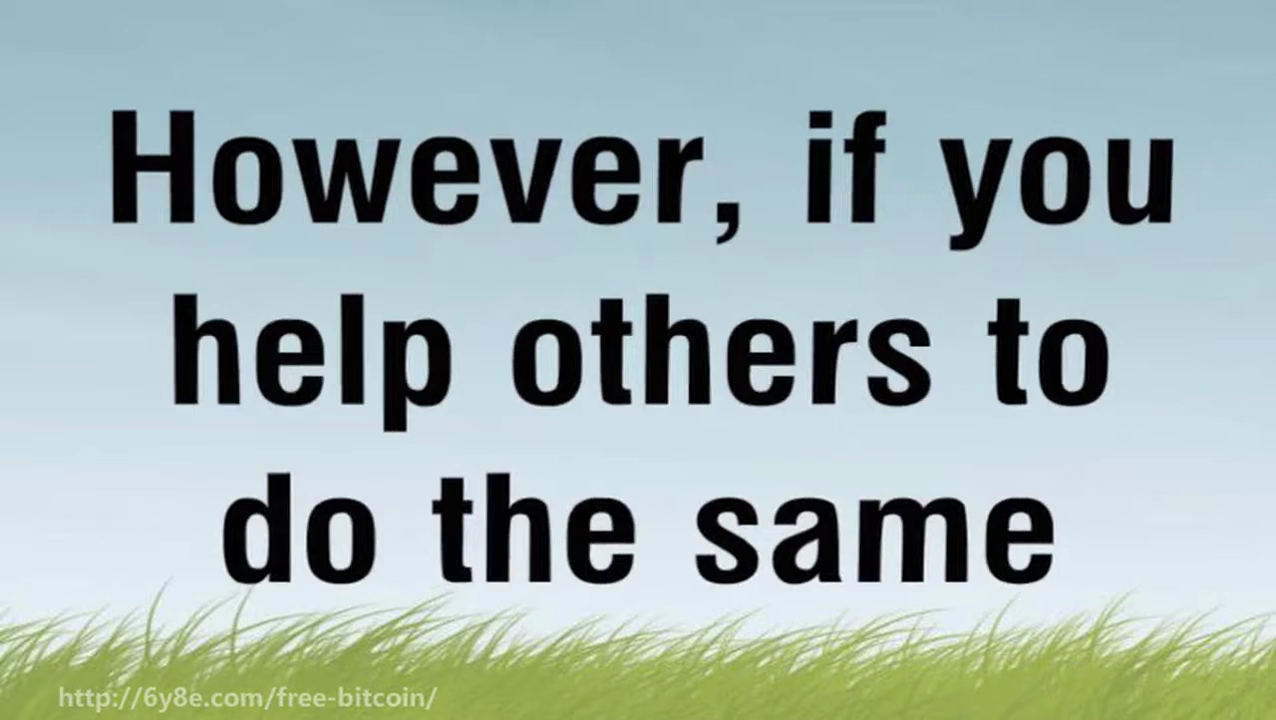 However, if you
help others to
do the same
http://6y8e.com/free-bitcoin/